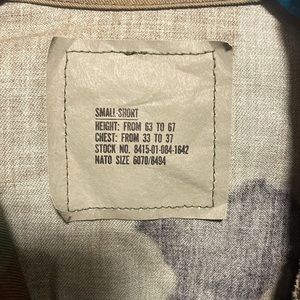 SMALL-SHORT
HEIGHT: FROM 63 TO 67
CHEST: FROM 33 TO 37
STOCK NO. 8415-01-084-1642
NATO SIZE 6070/8494